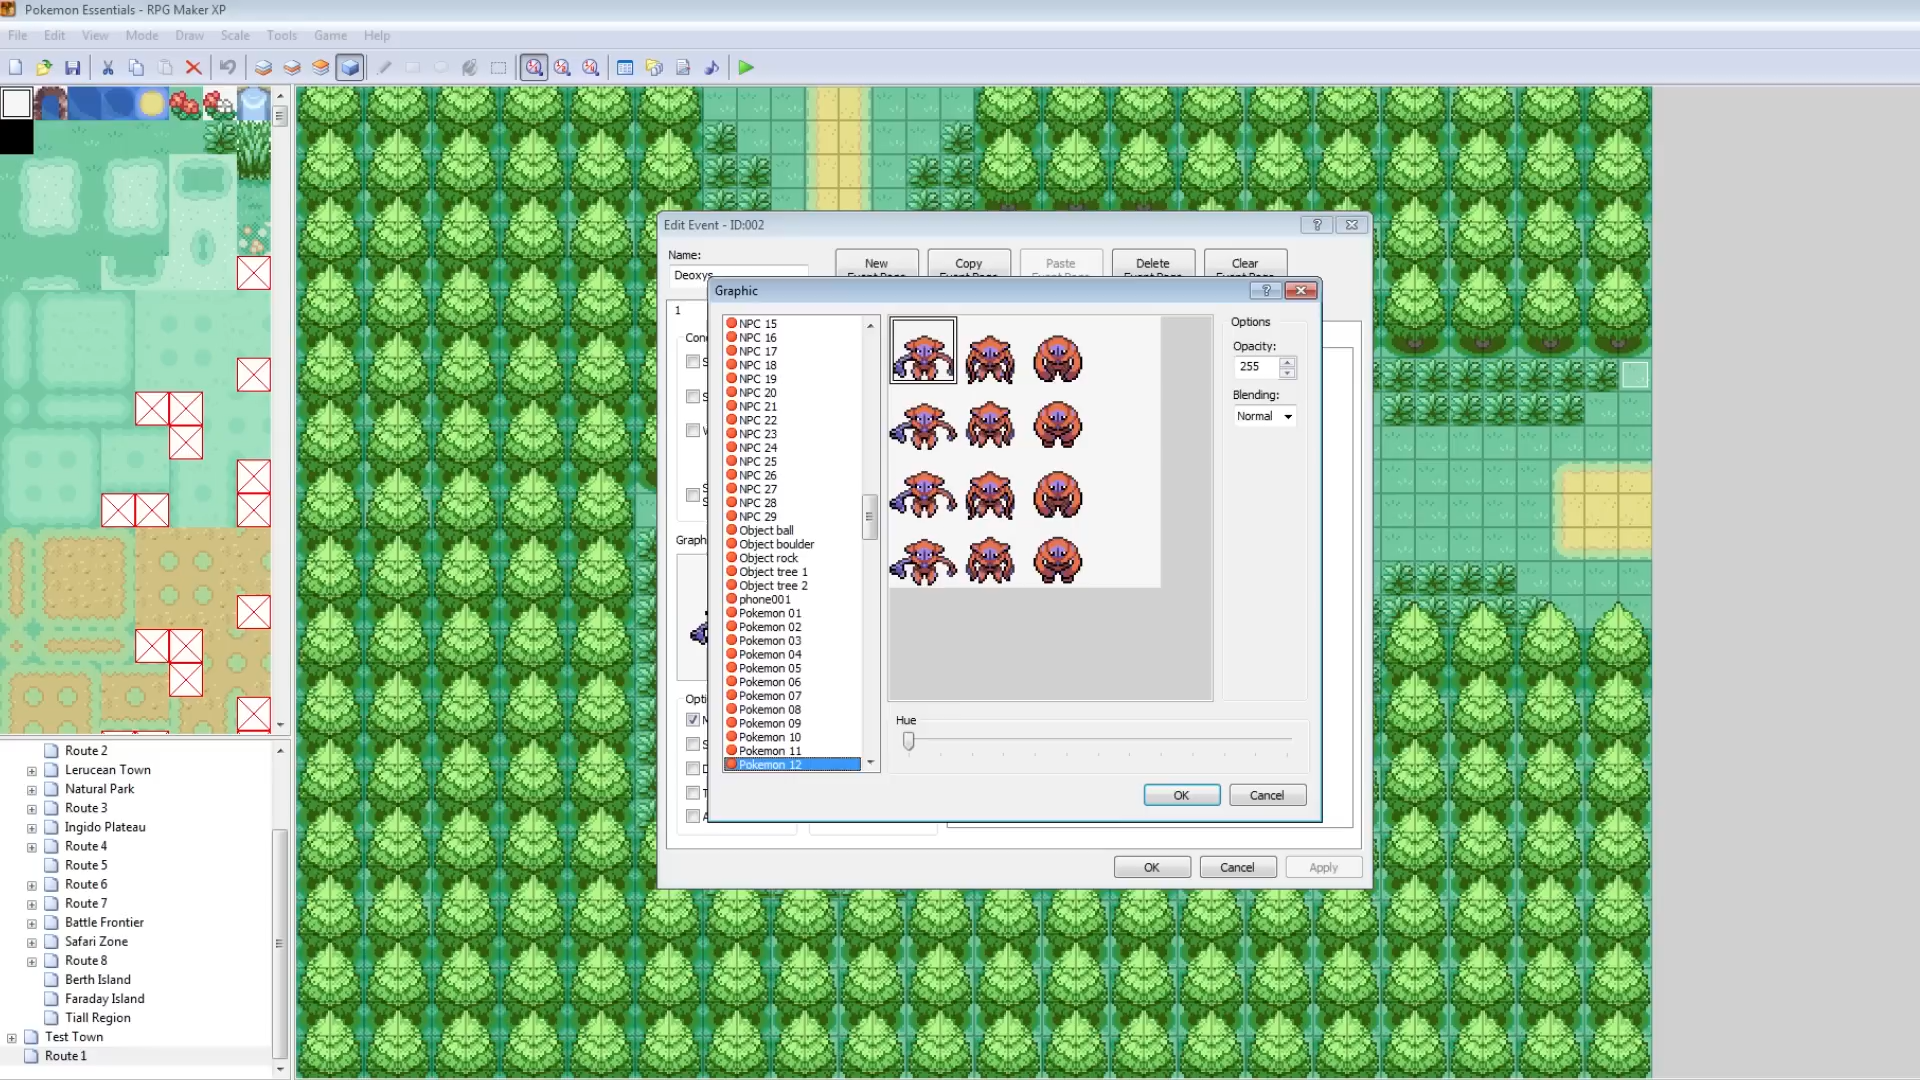 Pokemon Essentials - RPG Maker XP
File Edit View Mode Draw Scale Tools Game Help
Edit Event - ID:002
Name:
Deoxys
New
Copy
Paste
Delete
Clear
1
Graphic
NPC 15
NPC 16
NPC 17
NPC 18
NPC 19
NPC 20
NPC 21
NPC 22
NPC 23
NPC 24
NPC 25
NPC 26
NPC 27
NPC 28
NPC 29
Object ball
Object boulder
Object rock
Object tree 1
Object tree 2
phone001
Pokemon 01
Pokemon 02
Pokemon 03
Pokemon 04
Pokemon 05
Pokemon 06
Pokemon 07
Pokemon 08
Pokemon 09
Pokemon 10
Pokemon 11
Pokemon 12
Options
Opacity:
255
Blending:
Normal
Hue
OK Cancel
OK Cancel Apply
Route 2
Lerucean Town
Natural Park
Route 3
Ingido Plateau
Route 4
Route 5
Route 6
Route 7
Battle Frontier
Safari Zone
Route 8
Berth Island
Faraday Island
Tiall Region
Test Town
Route 1